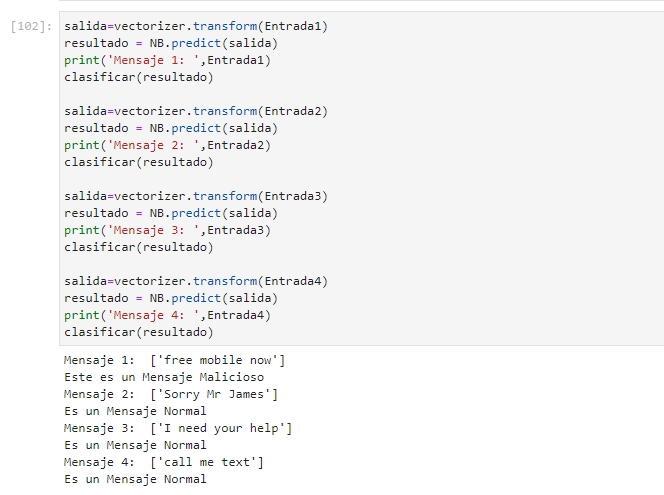 [102]: salida=vectorizer.transform(Entrada1)
resultado = NB.predict(salida)
print('Mensaje 1: ',Entrada1)
clasificar(resultado)
salida=vectorizer.transform(Entrada2)
resultado = NB.predict(salida)
print('Mensaje 2: ',Entrada2)
clasificar(resultado)
salida=vectorizer.transform(Entrada3)
resultado = NB.predict(salida)
print('Mensaje 3: ',Entrada3)
clasificar(resultado)
salida=vectorizer.transform(Entrada4)
resultado = NB.predict(salida)
print('Mensaje 4: ',Entrada4)
clasificar(resultado)
Mensaje 1:  ['free mobile now']
Este es un Mensaje Malicioso
Mensaje 2:  ['Sorry Mr James']
Es un Mensaje Normal
Mensaje 3:  ['I need your help']
Es un Mensaje Normal
Mensaje 4:  ['call me text']
Es un Mensaje Normal